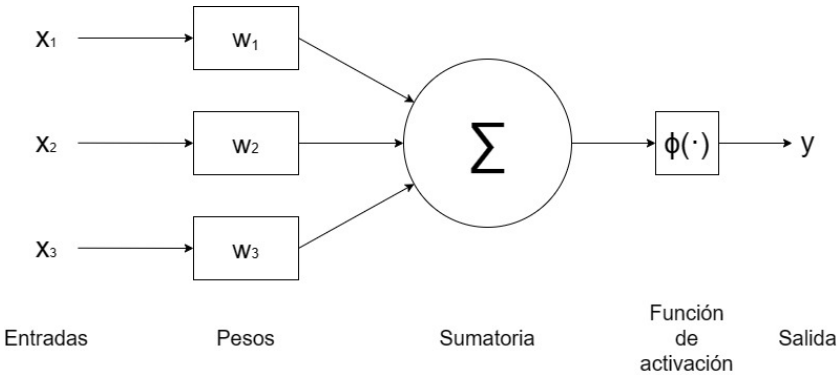 x₁
w₁
x₂
w₂
∑
ϕ(·)
y
x₃
w₃
Entradas
Pesos
Sumatoria
Función
de
activación
Salida